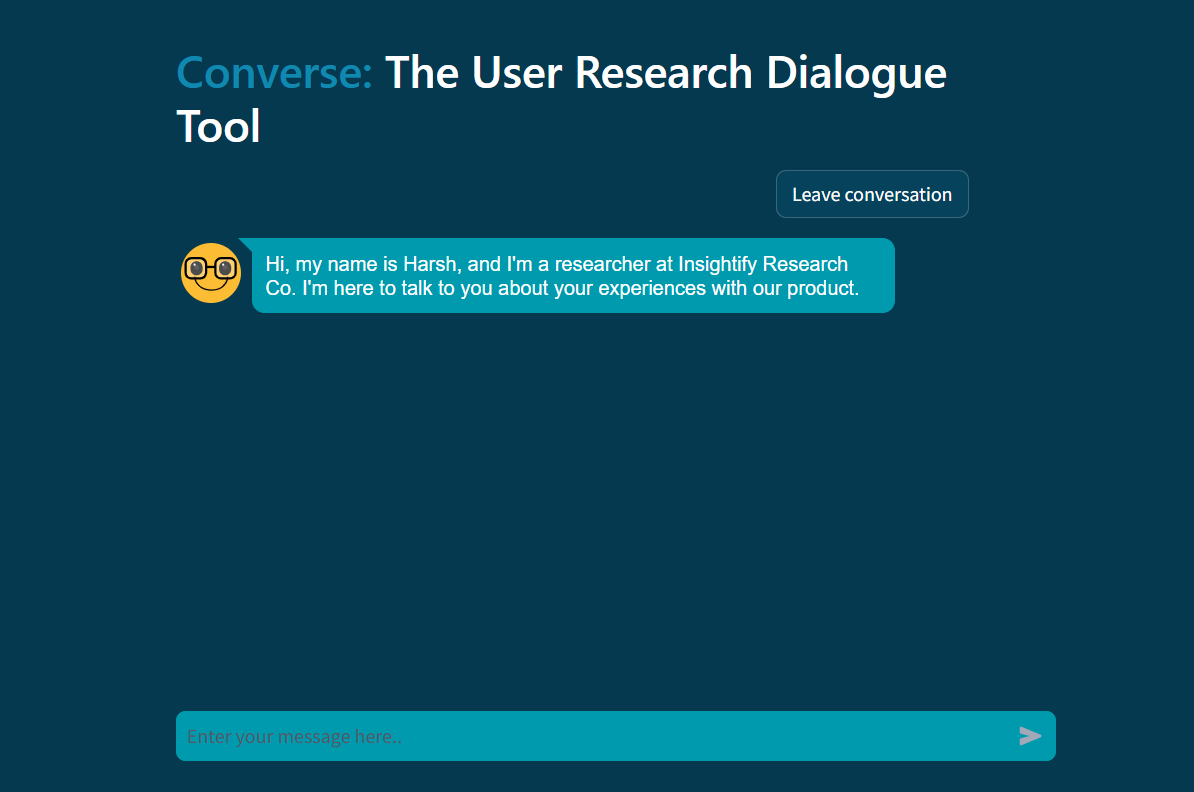 Converse: The User Research Dialogue
Tool
Leave conversation
Hi, my name is Harsh, and I'm a researcher at Insightify Research
Co. I'm here to talk to you about your experiences with our product.
Enter your message here..